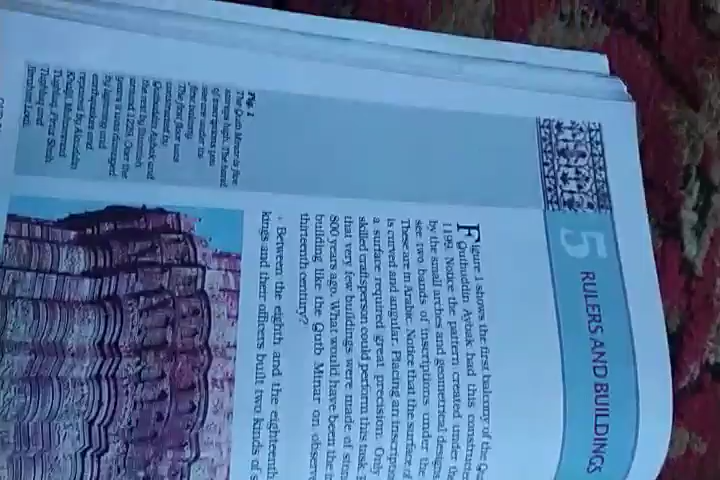 5 RULERS AND BUILDINGS
Figure 1 shows the first balcony of the
Qutbuddin Aybak had this
1199. Notice the pattern created under
by the small arches and geometrical designs.
see two bands of inscriptions under the
These are in Arabic. Notice that the surface of
is curved and angular. Placing an
a surface required great precision. Only
skilled craftsperson could perform this task.
that very few buildings were made of
800 years ago. What would have been the
building like the Qutb Minar on
thirteenth century?
Between the eighth and the eighteenth
kings and their officers built two kinds of
Fig. 1
The Qutb Minar is five
storeys high. The band
of inscriptions you
see are under its
first balcony.
The first floor was
constructed by
Qutbuddin Aybak and
the rest by Iltutmish
around 1229. Over the
years it was damaged
by lightning and
earthquakes and
repaired by Alauddin
Khalji, Muhammad
Tughluq, Firuz Shah
Tughluq and
Ibrahim Lodi.